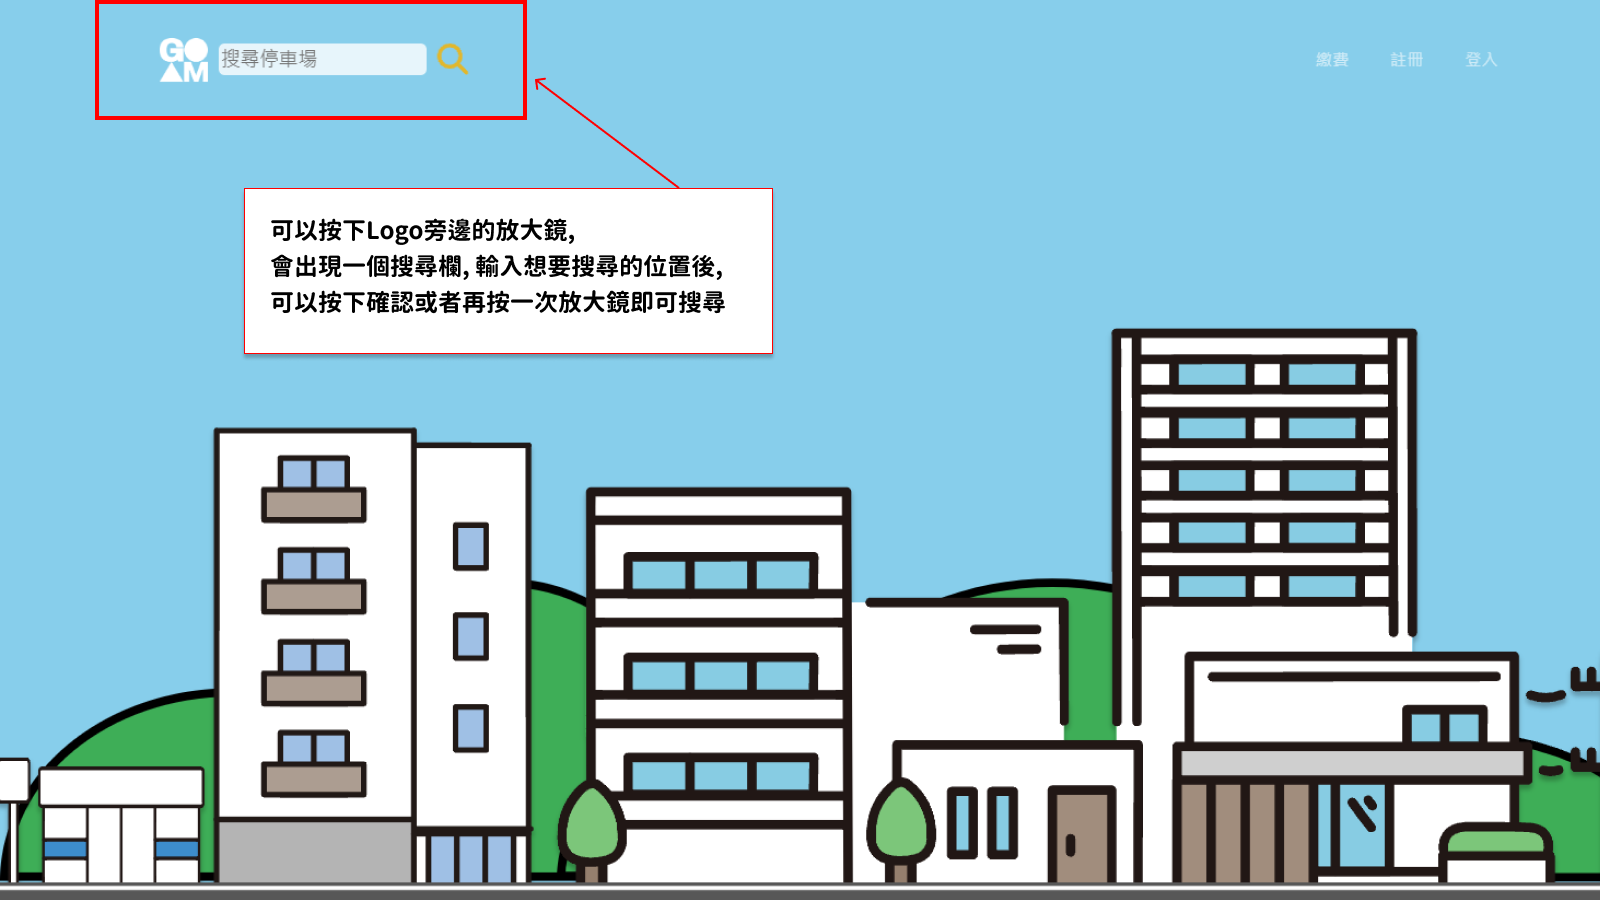 GO
AM
搜尋停車場
繳費 註冊 登入
可以按下Logo旁邊的放大鏡,
會出現一個搜尋欄, 輸入想要搜尋的位置後,
可以按下確認或者再按一次放大鏡即可搜尋